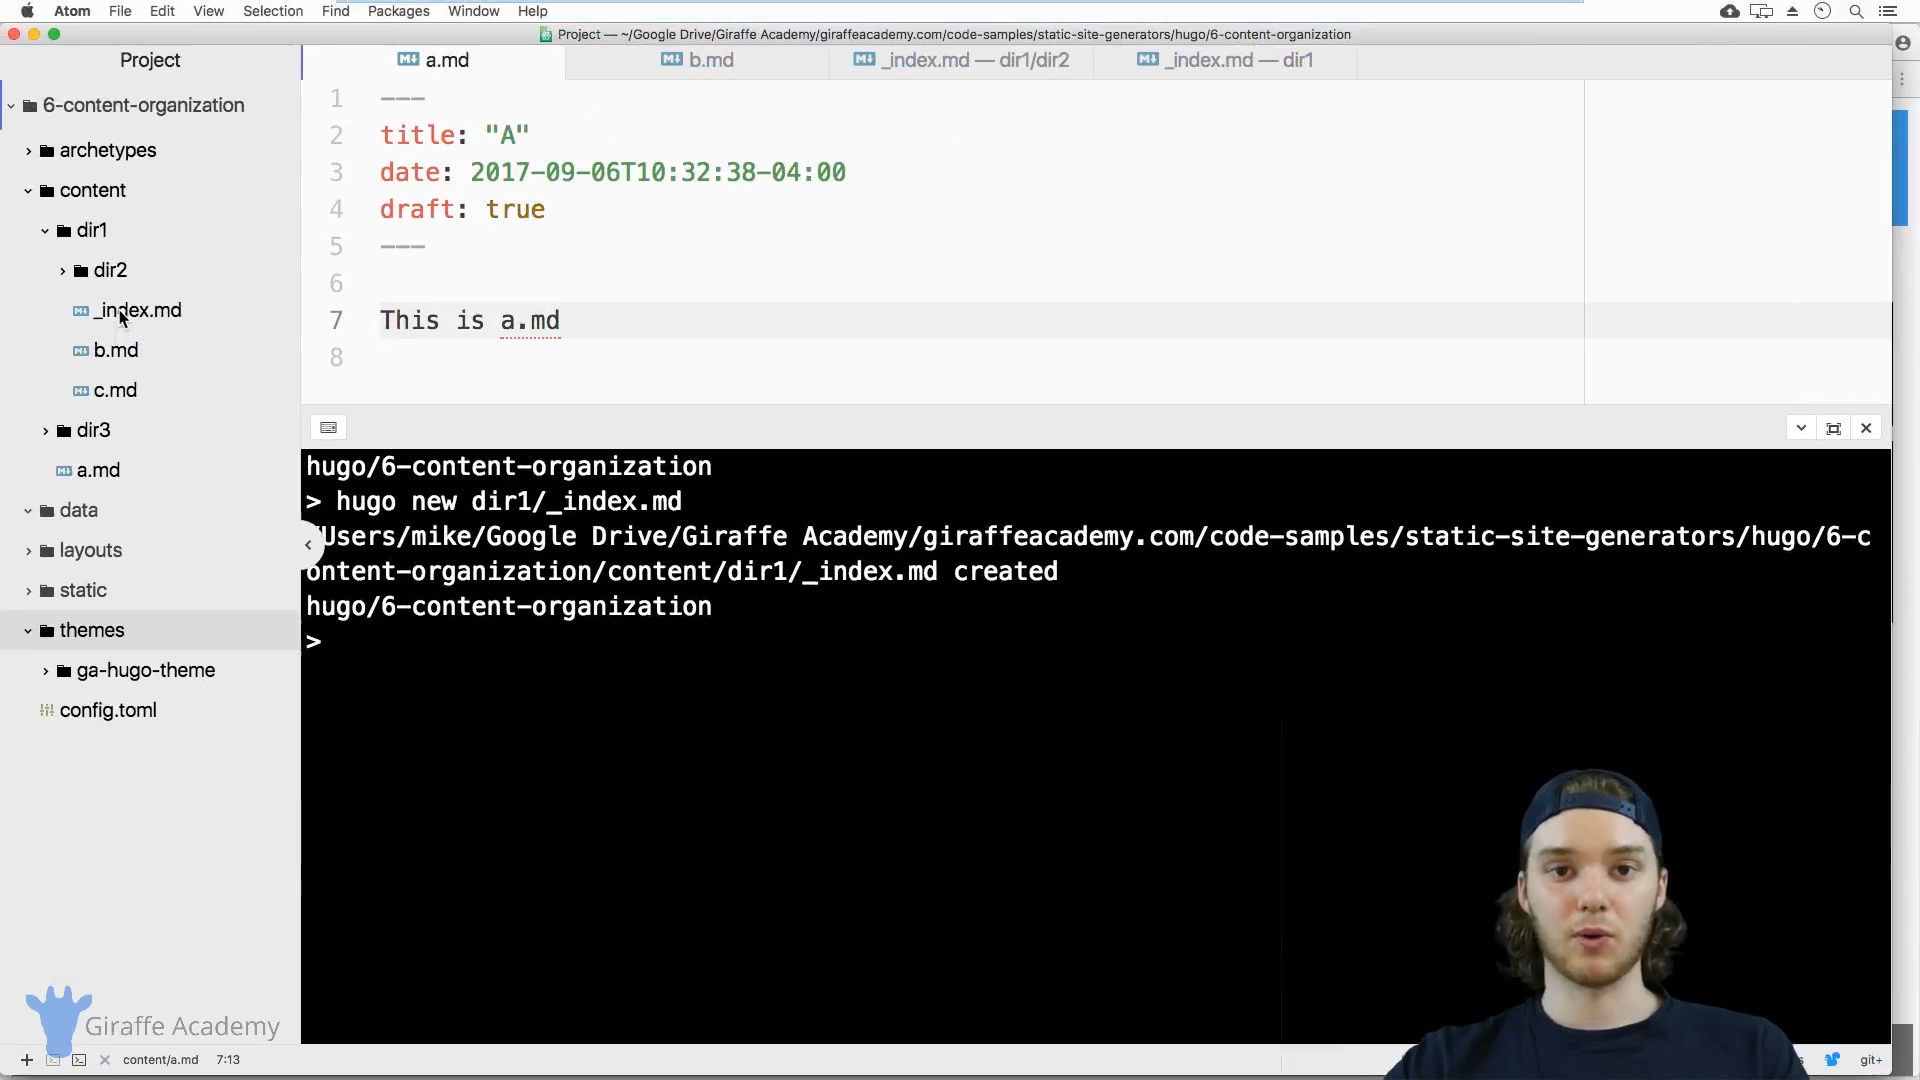 Atom File Edit View Selection Find Packages Window Help
Project — ~/Google Drive/Giraffe Academy/giraffeacademy.com/code-samples/static-site-generators/hugo/6-content-organization
Project
6-content-organization
archetypes
content
dir1
dir2
_index.md
b.md
c.md
dir3
a.md
data
layouts
static
themes
ga-hugo-theme
config.toml
a.md
b.md
_index.md — dir1/dir2
_index.md — dir1
1 ---
2 title: "A"
3 date: 2017-09-06T10:32:38-04:00
4 draft: true
5 ---
6
7 This is a.md
8
hugo/6-content-organization
> hugo new dir1/_index.md
/Users/mike/Google Drive/Giraffe Academy/giraffeacademy.com/code-samples/static-site-generators/hugo/6-c
ontent-organization/content/dir1/_index.md created
hugo/6-content-organization
>
Giraffe Academy
content/a.md 7:13
git+